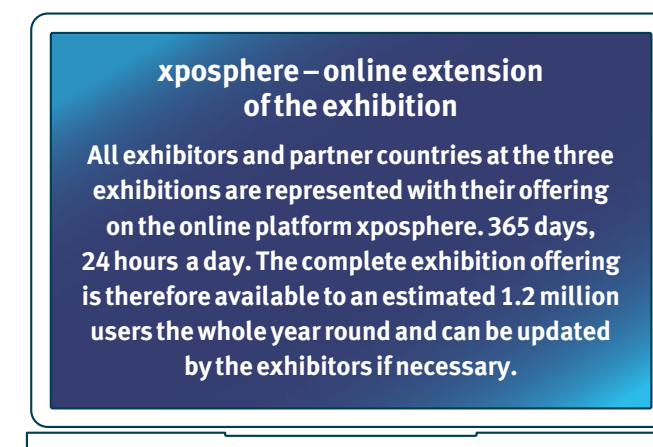 xposphere – online extension
of the exhibition
All exhibitors and partner countries at the three
exhibitions are represented with their offering
on the online platform xposphere. 365 days,
24 hours a day. The complete exhibition offering
is therefore available to an estimated 1.2 million
users the whole year round and can be updated
by the exhibitors if necessary.